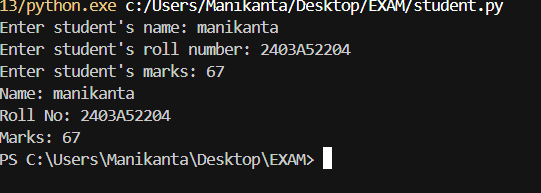 13/python.exe c:/Users/Manikanta/Desktop/EXAM/student.py
Enter student's name: manikanta
Enter student's roll number: 2403A52204
Enter student's marks: 67
Name: manikanta
Roll No: 2403A52204
Marks: 67
PS C:\Users\Manikanta\Desktop\EXAM>